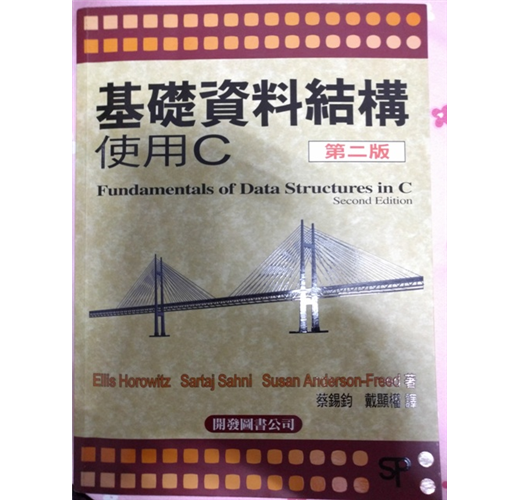 基礎資料結構
使用C
第二版
Fundamentals of Data Structures in C
Second Edition
Ellis Horowitz Sartaj Sahni Susan Anderson-Freed 著
蔡錫鈞 戴顯權 譯
開發圖書公司
SP